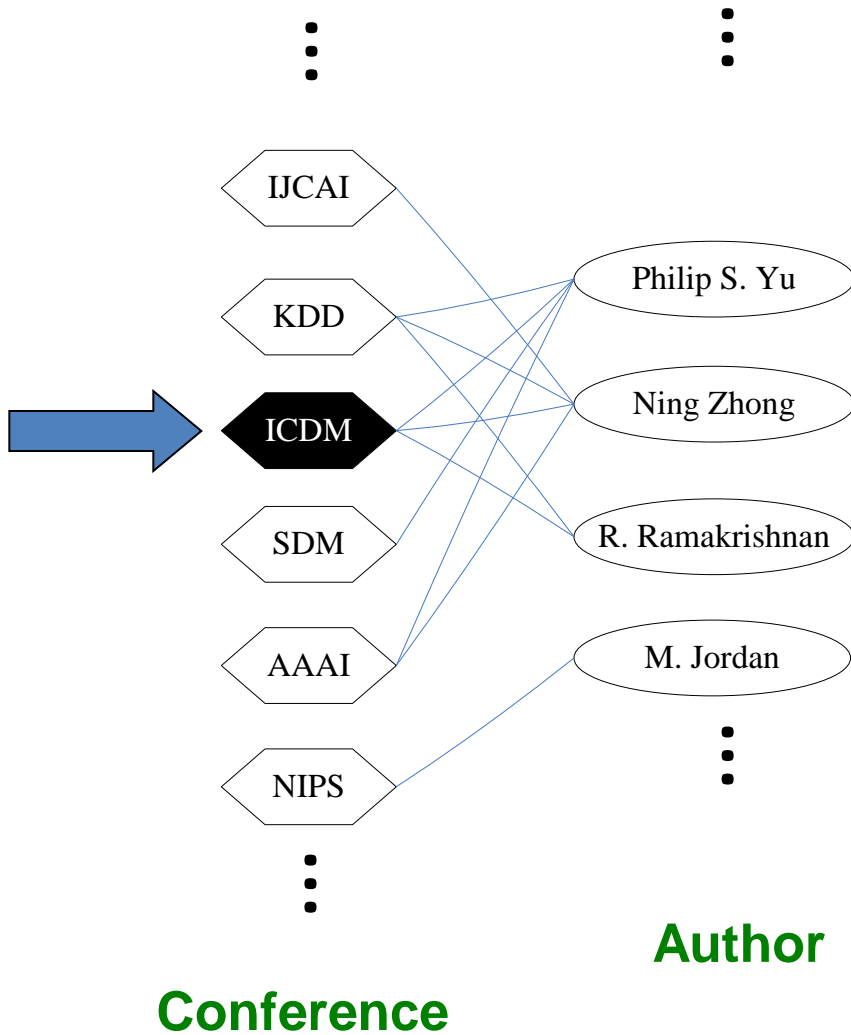 IJCAI
KDD
ICDM
SDM
AAAI
NIPS
Conference
Philip S. Yu
Ning Zhong
R. Ramakrishnan
M. Jordan
Author